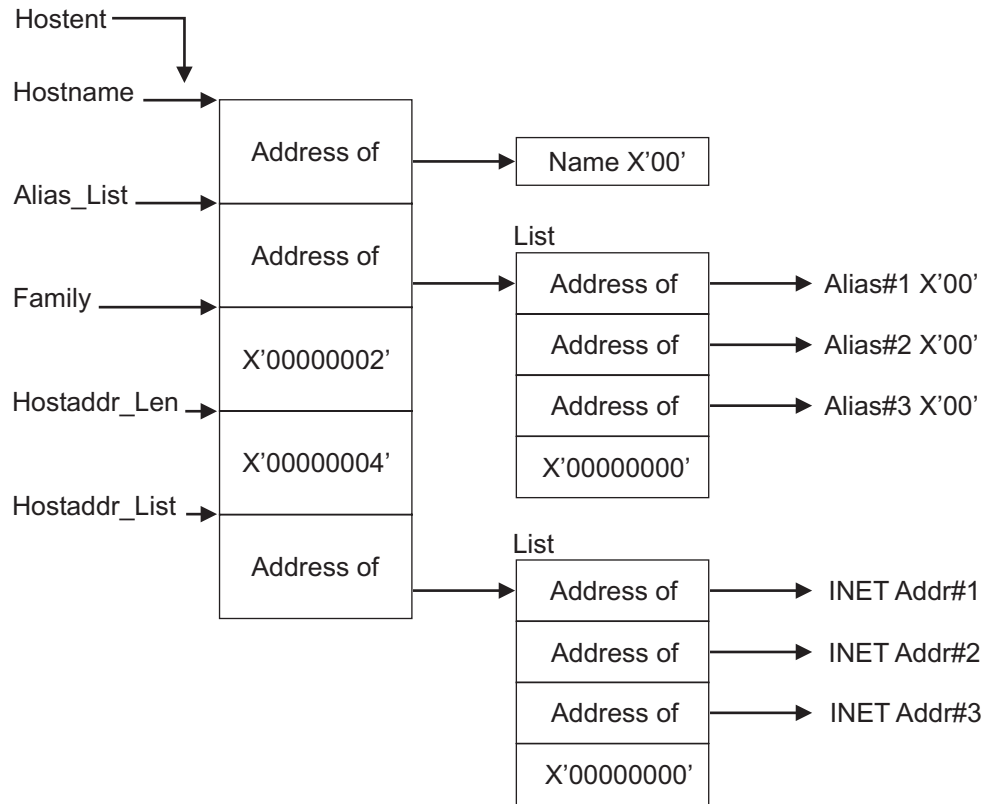 Hostent
Hostname
Address of
Name X’00’
Alias_List
List
Address of
Address of
Alias#1 X’00’
Family
Address of
Alias#2 X’00’
X’00000002’
Hostaddr_Len
Address of
Alias#3 X’00’
X’00000004’
X’00000000’
Hostaddr_List
List
Address of
Address of
INET Addr#1
Address of
INET Addr#2
Address of
INET Addr#3
X’00000000’